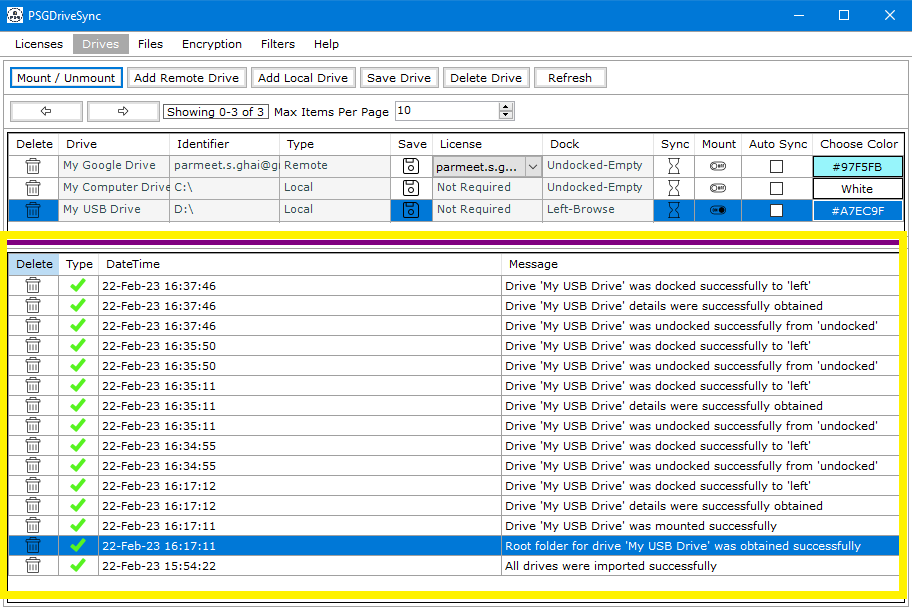 PSGDriveSync
Licenses Drives Files Encryption Filters Help
Mount / Unmount Add Remote Drive Add Local Drive Save Drive Delete Drive Refresh
Showing 0-3 of 3 Max Items Per Page 10
Delete Drive Identifier Type Save License Dock Sync Mount Auto Sync Choose Color
My Google Drive parmeet.s.ghai@g Remote parmeet.s.g... Undocked-Empty #97F5FB
My Computer Drive C:\ Local Not Required Undocked-Empty White
My USB Drive D:\ Local Not Required Left-Browse #A7EC9F
Delete Type DateTime Message
22-Feb-23 16:37:46 Drive 'My USB Drive' was docked successfully to 'left'
22-Feb-23 16:37:46 Drive 'My USB Drive' details were successfully obtained
22-Feb-23 16:37:46 Drive 'My USB Drive' was undocked successfully from 'undocked'
22-Feb-23 16:35:50 Drive 'My USB Drive' was docked successfully to 'left'
22-Feb-23 16:35:50 Drive 'My USB Drive' was undocked successfully from 'undocked'
22-Feb-23 16:35:11 Drive 'My USB Drive' was docked successfully to 'left'
22-Feb-23 16:35:11 Drive 'My USB Drive' details were successfully obtained
22-Feb-23 16:35:11 Drive 'My USB Drive' was undocked successfully from 'undocked'
22-Feb-23 16:34:55 Drive 'My USB Drive' was docked successfully to 'left'
22-Feb-23 16:34:55 Drive 'My USB Drive' was undocked successfully from 'undocked'
22-Feb-23 16:17:12 Drive 'My USB Drive' was docked successfully to 'left'
22-Feb-23 16:17:12 Drive 'My USB Drive' details were successfully obtained
22-Feb-23 16:17:11 Drive 'My USB Drive' was mounted successfully
22-Feb-23 16:17:11 Root folder for drive 'My USB Drive' was obtained successfully
22-Feb-23 15:54:22 All drives were imported successfully